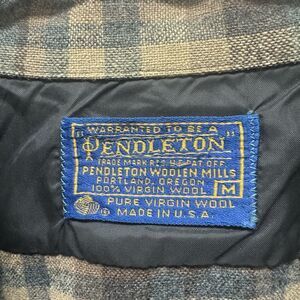 "WARRANTED TO BE A
PENDLETON"
TRADE MARK REG. U.S. PAT. OFF.
PENDLETON WOOLEN MILLS
PORTLAND, OREGON
100% VIRGIN WOOL M
PURE VIRGIN WOOL
MADE IN U.S.A.